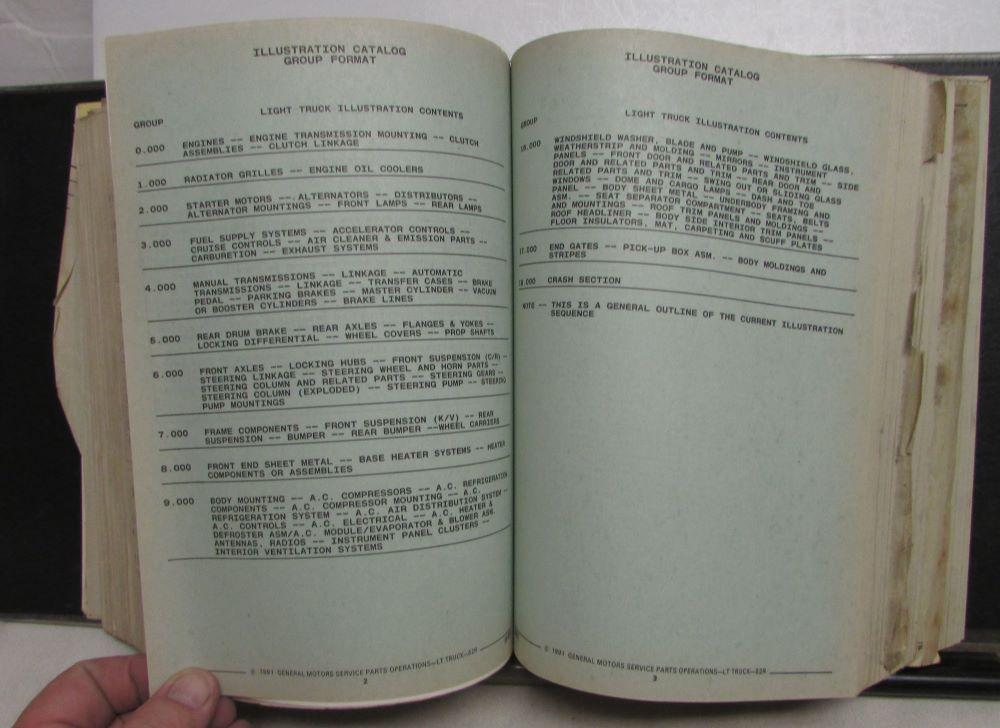 ILLUSTRATION CATALOG
GROUP FORMAT
LIGHT TRUCK ILLUSTRATION CONTENTS
GROUP
0.000 ENGINES -- ENGINE TRANSMISSION MOUNTING -- CLUTCH
ASSEMBLIES -- CLUTCH LINKAGE
1.000 RADIATOR GRILLES -- ENGINE OIL COOLERS
2.000 STARTER MOTORS -- ALTERNATORS -- DISTRIBUTORS --
ALTERNATOR MOUNTINGS -- FRONT LAMPS -- REAR LAMPS
3.000 FUEL SUPPLY SYSTEMS -- ACCELERATOR CONTROLS --
CRUISE CONTROLS -- AIR CLEANER & EMISSION PARTS --
CARBURETION -- EXHAUST SYSTEMS
4.000 MANUAL TRANSMISSIONS -- LINKAGE -- AUTOMATIC
TRANSMISSIONS -- LINKAGE -- TRANSFER CASES -- BRAKE
PEDAL -- PARKING BRAKES -- MASTER CYLINDER -- VACUUM
OR BOOSTER CYLINDERS -- BRAKE LINES
5.000 REAR DRUM BRAKE -- REAR AXLES -- FLANGES & YOKES --
LOCKING DIFFERENTIAL -- WHEEL COVERS -- PROP SHAFTS
6.000 FRONT AXLES -- LOCKING HUBS -- FRONT SUSPENSION (C/R) --
STEERING LINKAGE -- STEERING WHEEL AND HORN PARTS --
STEERING COLUMN AND RELATED PARTS -- STEERING GEARS --
STEERING COLUMN (EXPLODED) -- STEERING PUMP -- STEERING
PUMP MOUNTINGS
7.000 FRAME COMPONENTS -- FRONT SUSPENSION (K/V) -- REAR
SUSPENSION -- BUMPER -- REAR BUMPER --WHEEL CARRIERS
8.000 FRONT END SHEET METAL -- BASE HEATER SYSTEMS -- HEATER
COMPONENTS OR ASSEMBLIES
9.000 BODY MOUNTING -- A.C. COMPRESSORS -- A.C. REFRIGERATION
COMPONENTS -- A.C. COMPRESSOR MOUNTING -- A.C.
REFRIGERATION SYSTEM -- A.C. AIR DISTRIBUTION SYSTEM --
A.C. CONTROLS -- A.C. ELECTRICAL -- A.C. HEATER &
DEFROSTER ASM/A.C. MODULE/EVAPORATOR & BLOWER ASM.
ANTENNAS, RADIOS -- INSTRUMENT PANEL CLUSTERS --
INTERIOR VENTILATION SYSTEMS
© 1991 GENERAL MOTORS SERVICE PARTS OPERATIONS—LT TRUCK—52R
2
ILLUSTRATION CATALOG
GROUP FORMAT
LIGHT TRUCK ILLUSTRATION CONTENTS
GROUP
WINDSHIELD WASHER, BLADE AND PUMP -- WINDSHIELD GLASS,
WEATHERSTRIP AND MOLDING -- MIRRORS -- INSTRUMENT
PANELS -- FRONT DOOR AND RELATED PARTS AND TRIM -- SIDE
DOOR AND RELATED PARTS AND TRIM -- REAR DOOR AND
RELATED PARTS AND TRIM -- SWING OUT OR SLIDING GLASS
WINDOWS -- DOME AND CARGO LAMPS -- DASH AND TOE
PANEL -- BODY SHEET METAL -- UNDERBODY FRAMING AND
ASM. -- SEAT SEPARATOR COMPARTMENT -- SEATS, BELTS
AND MOUNTINGS -- ROOF TRIM PANELS AND MOLDINGS --
ROOF HEADLINER -- BODY SIDE INTERIOR TRIM PANELS --
FLOOR INSULATORS, MAT, CARPETING AND SCUFF PLATES
17.000 END GATES -- PICK-UP BOX ASM. -- BODY MOLDINGS AND
STRIPES
18.000 CRASH SECTION
NOTE -- THIS IS A GENERAL OUTLINE OF THE CURRENT ILLUSTRATION
SEQUENCE
© 1991 GENERAL MOTORS SERVICE PARTS OPERATIONS—LT TRUCK—52R
3